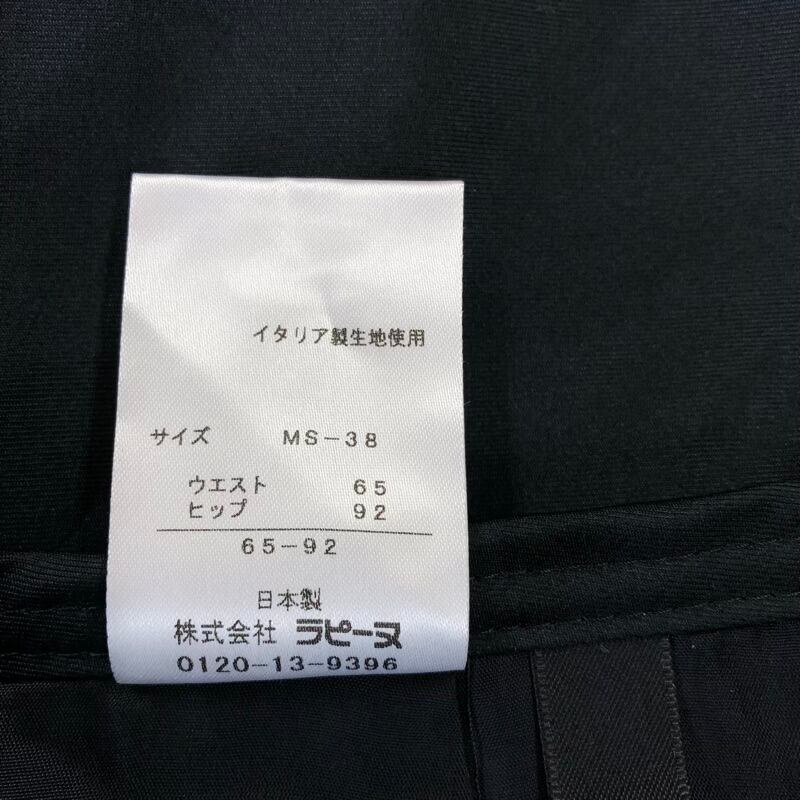 イタリア製生地使用
サイズ MS-38
ウエスト 65
ヒップ 92
65-92
日本製
株式会社 ラピーヌ
0120-13-9396